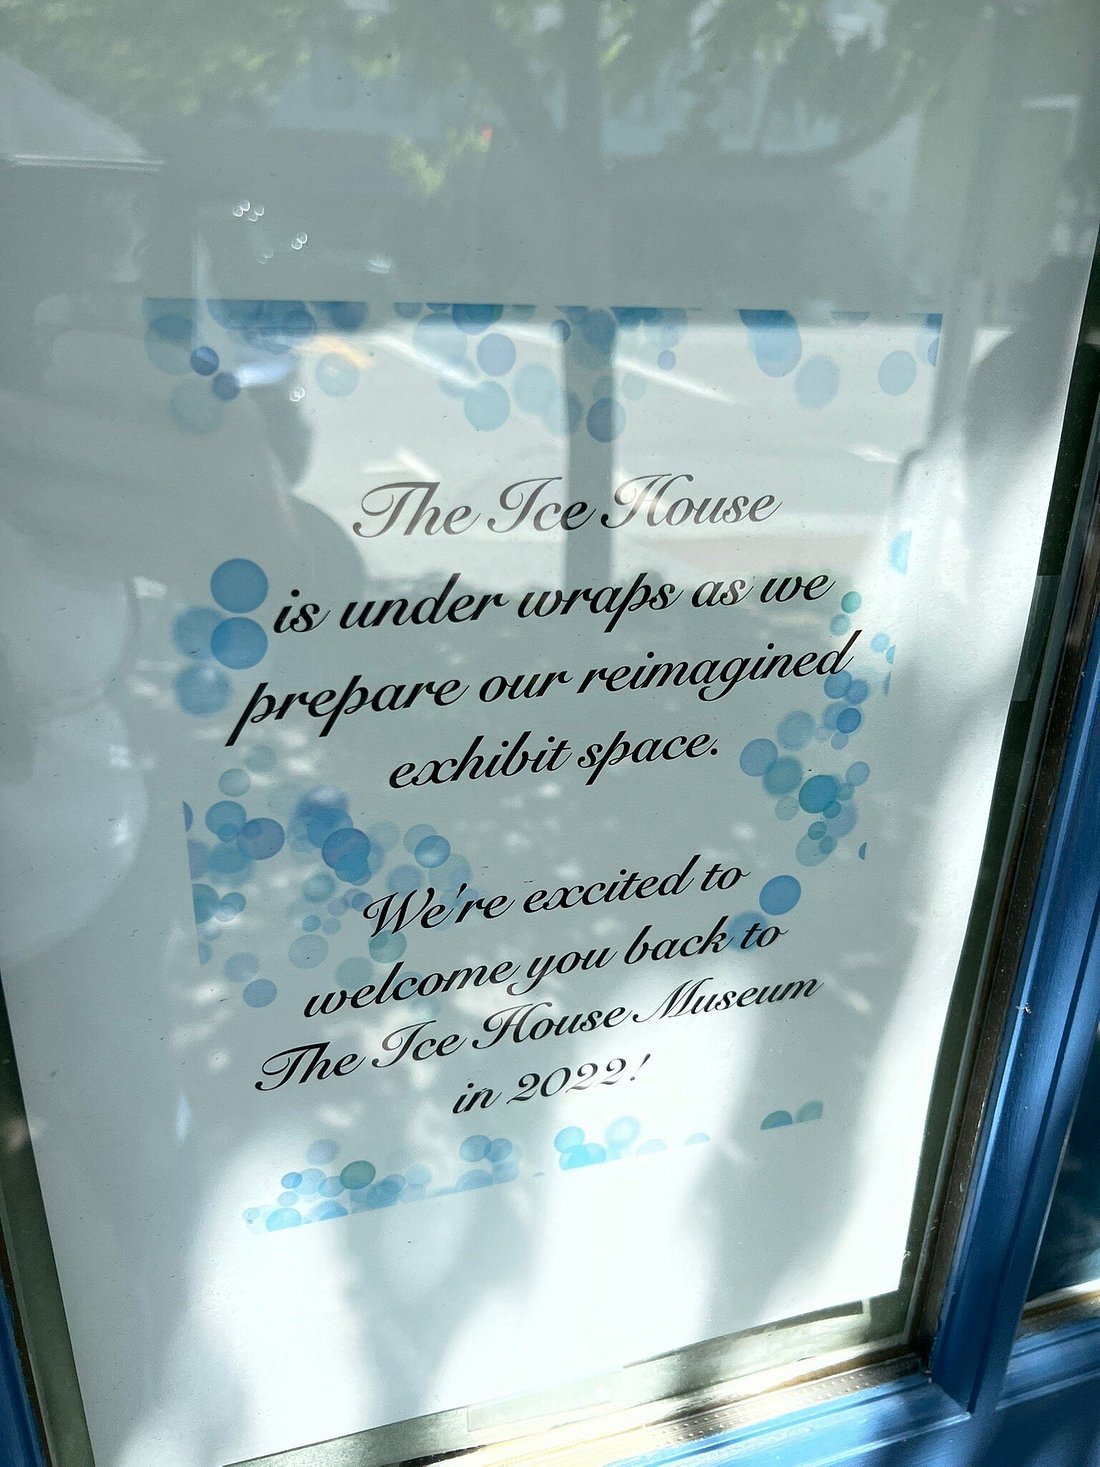 The Ice House
is under wraps as we
prepare our reimagined
exhibit space.
We're excited to
welcome you back to
The Ice House Museum
in 2022!